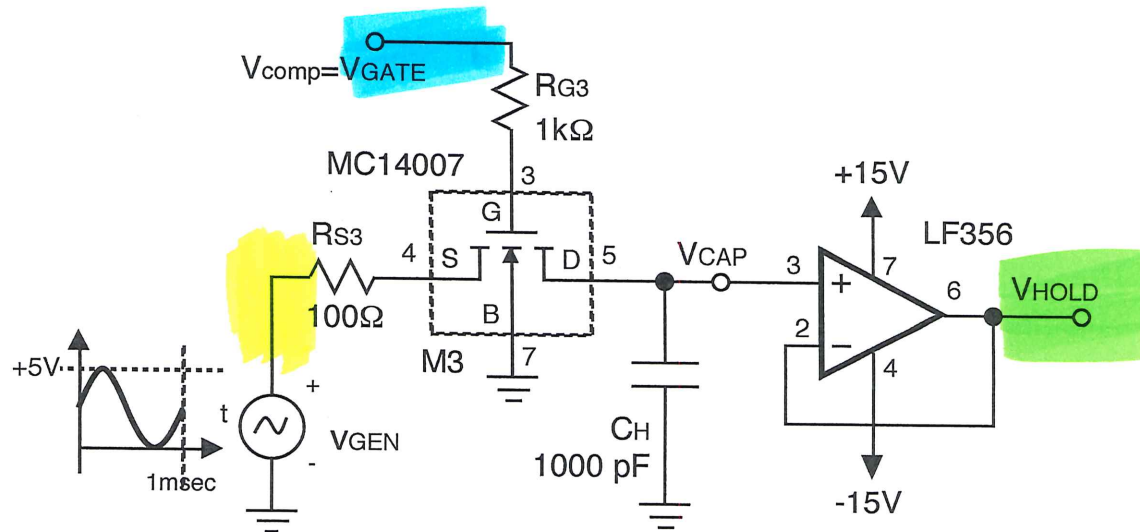 Vcomp=VGATE
RG3
1kΩ
MC14007
3
G
+15V
RS3
4
S
D
5
VCAP
3
+
7
LF356
6
VHOLD
100Ω
B
2
−
4
M3
7
+5V
+
t
VGEN
-
1msec
CH
1000 pF
-15V